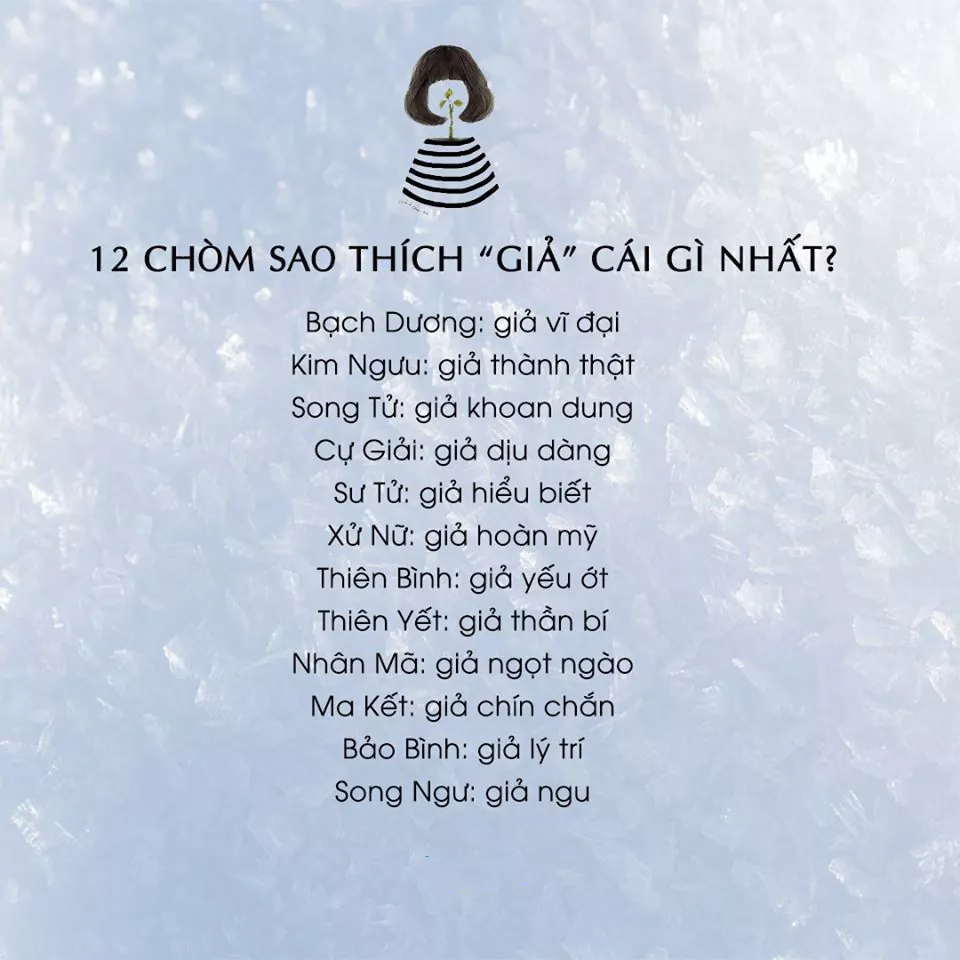 12 CHÒM SAO THÍCH “GIẢ” CÁI GÌ NHẤT?
Bạch Dương: giả vĩ đại
Kim Ngưu: giả thành thật
Song Tử: giả khoan dung
Cự Giải: giả dịu dàng
Sư Tử: giả hiểu biết
Xử Nữ: giả hoàn mỹ
Thiên Bình: giả yếu ớt
Thiên Yết: giả thần bí
Nhân Mã: giả ngọt ngào
Ma Kết: giả chín chắn
Bảo Bình: giả lý trí
Song Ngư: giả ngu